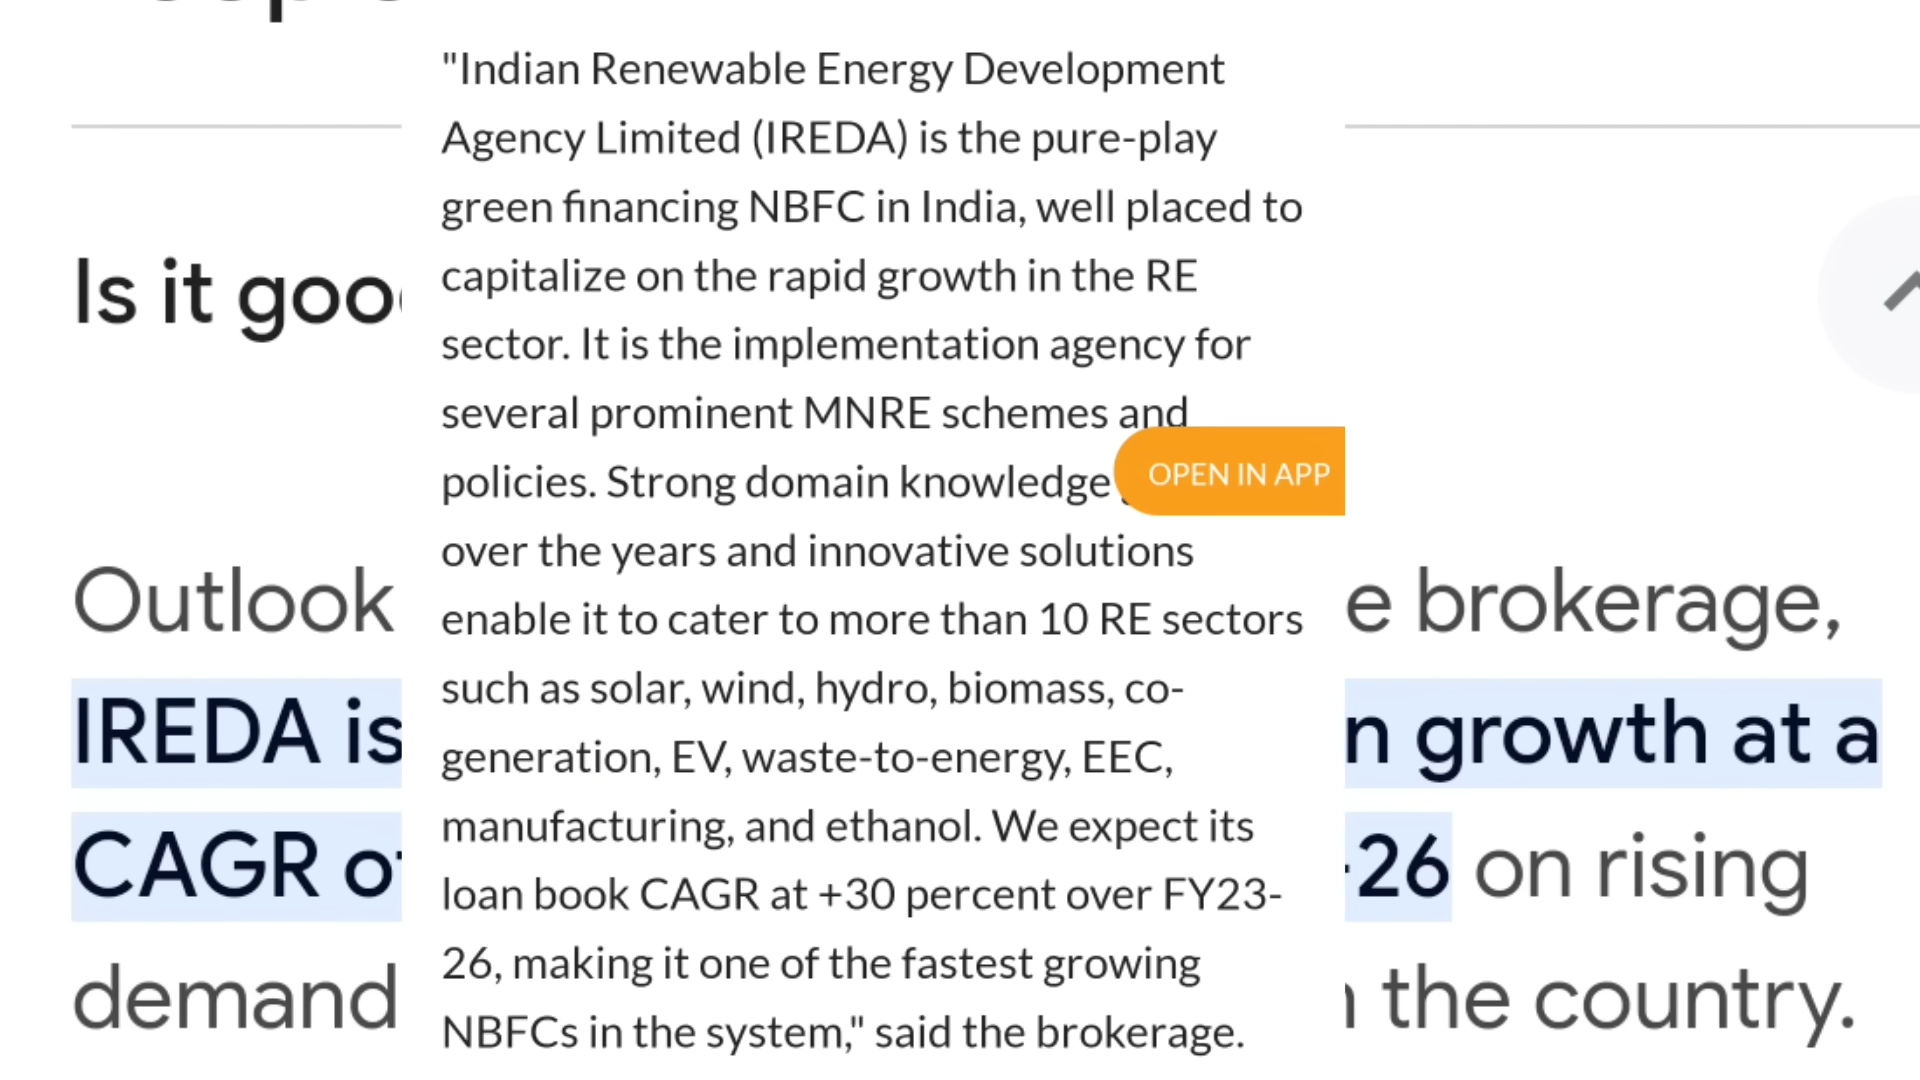 "Indian Renewable Energy Development
Agency Limited (IREDA) is the pure-play
green financing NBFC in India, well placed to
capitalize on the rapid growth in the RE
sector. It is the implementation agency for
several prominent MNRE schemes and
policies. Strong domain knowledge
OPEN IN APP
over the years and innovative solutions
enable it to cater to more than 10 RE sectors
such as solar, wind, hydro, biomass, co-
generation, EV, waste-to-energy, EEC,
manufacturing, and ethanol. We expect its
loan book CAGR at +30 percent over FY23-
26, making it one of the fastest growing
NBFCs in the system," said the brokerage.
Is it
Outlook
brokerage,
IREDA is
growth at a
CAGR
26 on rising
demand
the country.